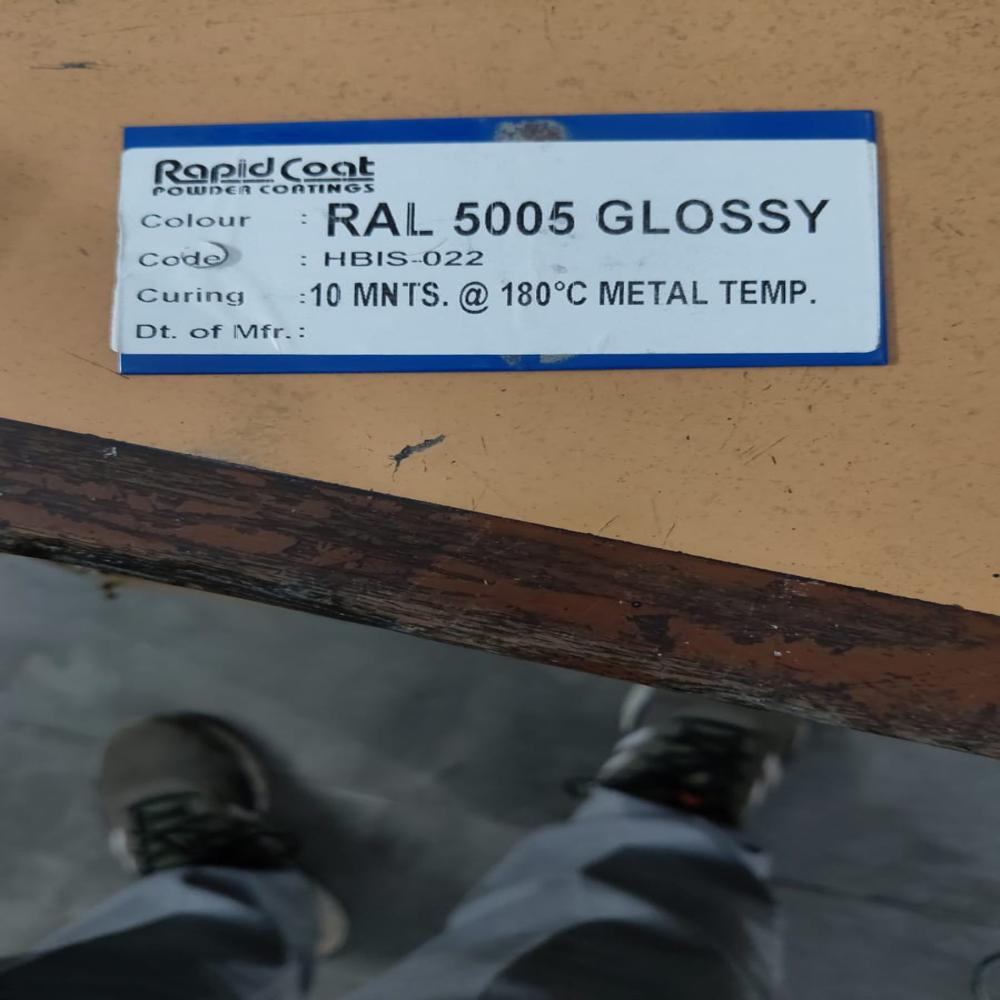 Rapid Coat
POWDER COATINGS
Colour : RAL 5005 GLOSSY
Code : HBIS-022
Curing :10 MNTS. @ 180°C METAL TEMP.
Dt. of Mfr. :